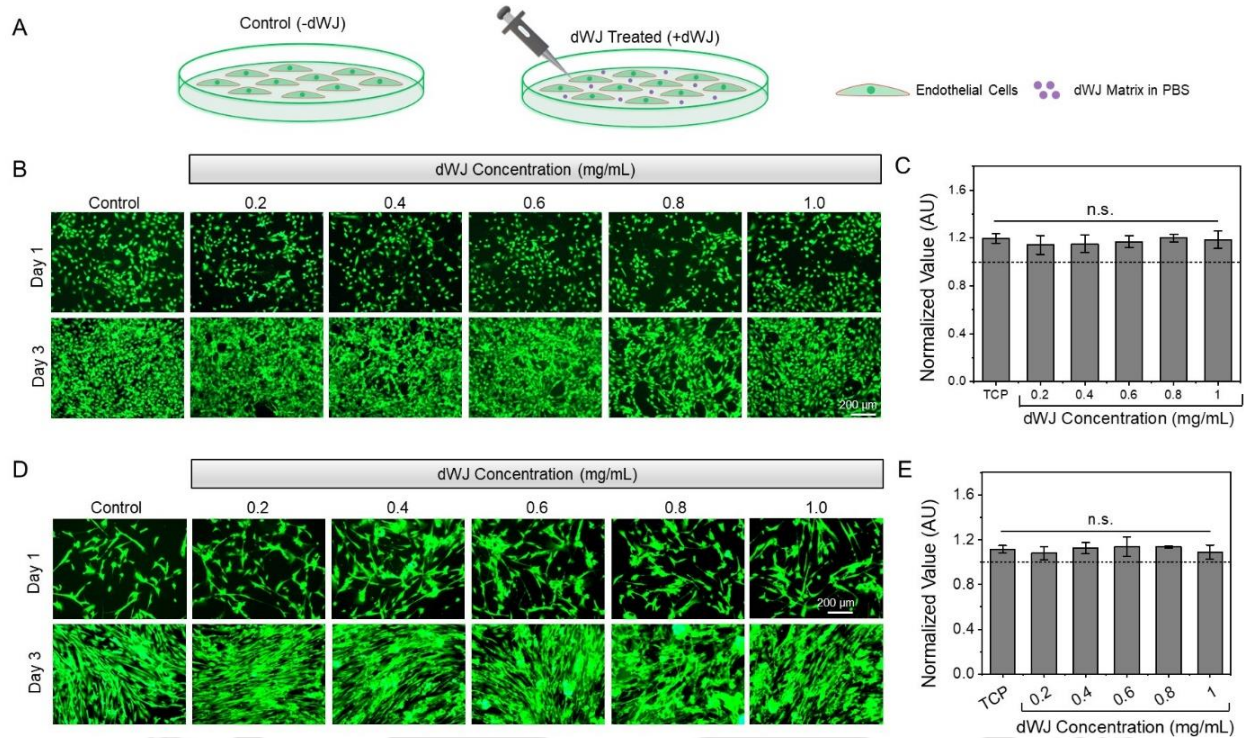 A
Control (-dWJ)
dWJ Treated (+dWJ)
Endothelial Cells
dWJ Matrix in PBS
B
dWJ Concentration (mg/mL)
Control
0.2
0.4
0.6
0.8
1.0
Day 1
Day 3
200 μm
C
Normalized Value (AU)
1.6
1.2
0.8
0.4
0.0
n.s.
TCP
0.2
0.4
0.6
0.8
1
dWJ Concentration (mg/mL)
D
dWJ Concentration (mg/mL)
Control
0.2
0.4
0.6
0.8
1.0
Day 1
200 μm
Day 3
E
Normalized Value (AU)
1.6
1.2
0.8
0.4
0.0
n.s.
TCP
0.2
0.4
0.6
0.8
1
dWJ Concentration (mg/mL)